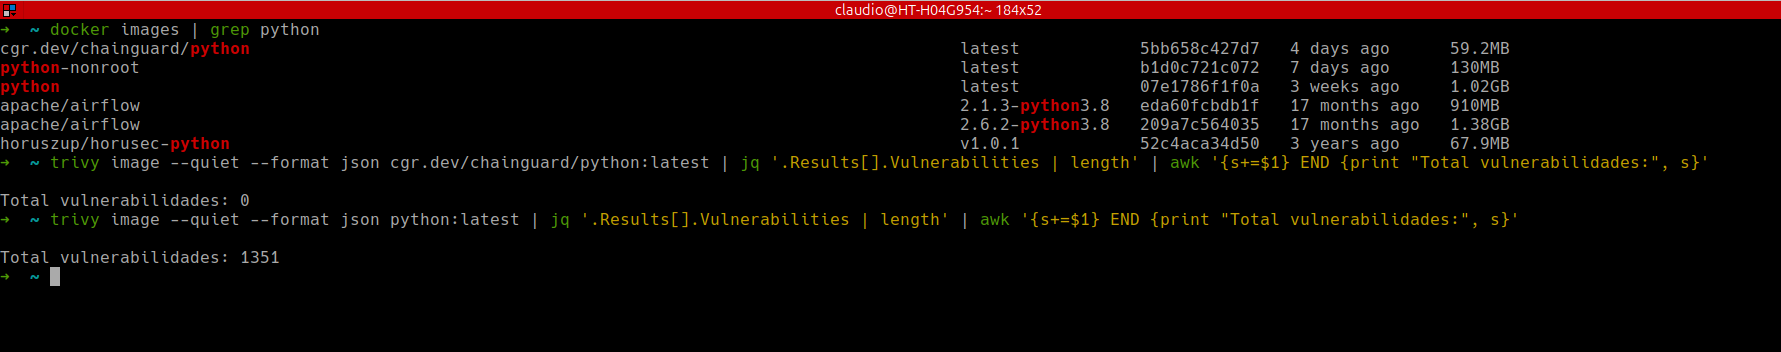 claudio@HT-H04G954:~ 184x52
➜  ~ docker images | grep python
cgr.dev/chainguard/python latest 5bb658c427d7 4 days ago 59.2MB
python-nonroot latest b1d0c721c072 7 days ago 130MB
python latest 07e1786f1f0a 3 weeks ago 1.02GB
apache/airflow 2.1.3-python3.8 eda60fcbdb1f 17 months ago 910MB
apache/airflow 2.6.2-python3.8 209a7c564035 17 months ago 1.38GB
horuszup/horusec-python v1.0.1 52c4aca34d50 3 years ago 67.9MB
➜  ~ trivy image --quiet --format json cgr.dev/chainguard/python:latest | jq '.Results[].Vulnerabilities | length' | awk '{s+=$1} END {print "Total vulnerabilidades:", s}'
Total vulnerabilidades: 0
➜  ~ trivy image --quiet --format json python:latest | jq '.Results[].Vulnerabilities | length' | awk '{s+=$1} END {print "Total vulnerabilidades:", s}'
Total vulnerabilidades: 1351
➜  ~